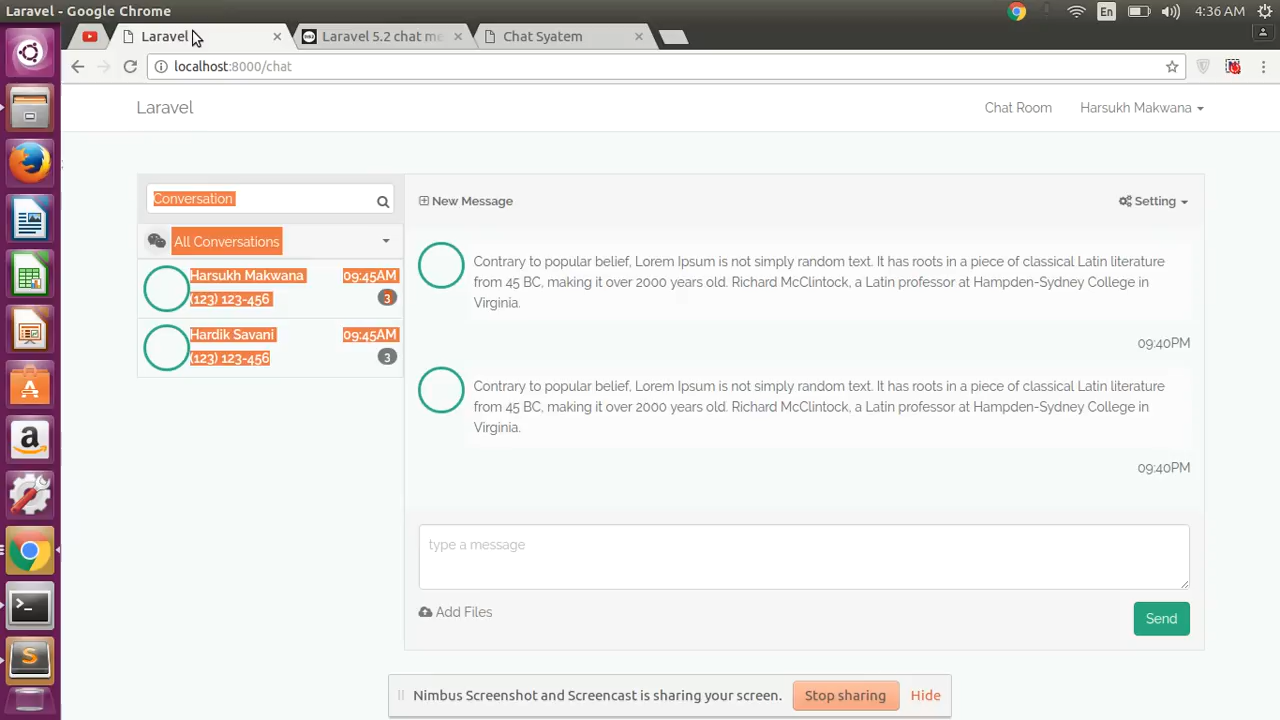 Laravel - Google Chrome
En
4:36 AM
Laravel
Laravel 5.2 chat mo
Chat Syatem
localhost:8000/chat
Laravel
Chat Room
Harsukh Makwana
Conversation
All Conversations
Harsukh Makwana 09:45AM
(123) 123-456 3
Hardik Savani 09:45AM
(123) 123-456 3
New Message
Setting
Contrary to popular belief, Lorem Ipsum is not simply random text. It has roots in a piece of classical Latin literature
from 45 BC, making it over 2000 years old. Richard McClintock, a Latin professor at Hampden-Sydney College in
Virginia.
09:40PM
Contrary to popular belief, Lorem Ipsum is not simply random text. It has roots in a piece of classical Latin literature
from 45 BC, making it over 2000 years old. Richard McClintock, a Latin professor at Hampden-Sydney College in
Virginia.
09:40PM
type a message
Add Files
Send
Nimbus Screenshot and Screencast is sharing your screen.
Stop sharing
Hide